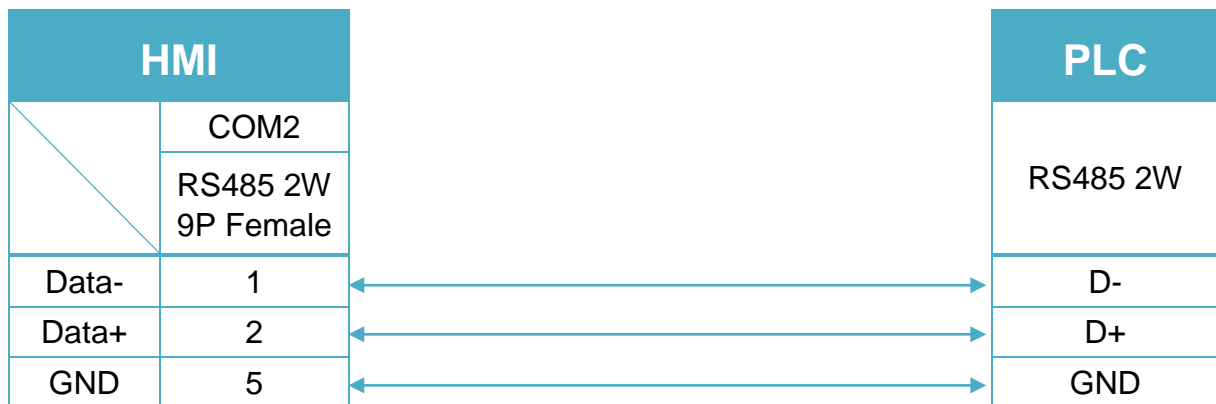 HMI PLC
COM2
RS485 2W
9P Female
RS485 2W
Data- 1 D-
Data+ 2 D+
GND 5 GND